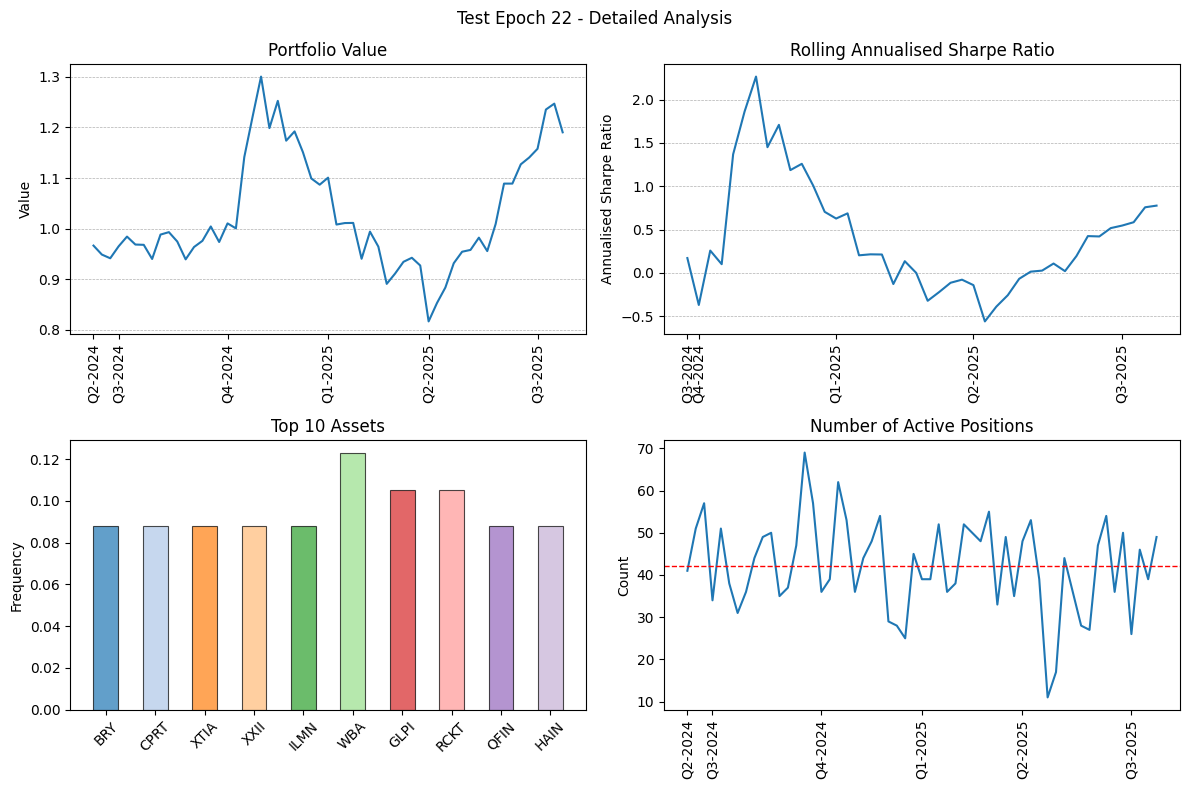 Test Epoch 22 - Detailed Analysis
Portfolio Value
Value
1.3
1.2
1.1
1.0
0.9
0.8
Q2-2024
Q3-2024
Q4-2024
Q1-2025
Q2-2025
Q3-2025
Rolling Annualised Sharpe Ratio
Annualised Sharpe Ratio
2.0
1.5
1.0
0.5
0.0
−0.5
Q3-2024
Q4-2024
Q1-2025
Q2-2025
Q3-2025
Top 10 Assets
Frequency
0.12
0.10
0.08
0.06
0.04
0.02
0.00
BRY
CPRT
XTIA
XXII
ILMN
WBA
GLPI
RCKT
QFIN
HAIN
Number of Active Positions
Count
70
60
50
40
30
20
10
Q2-2024
Q3-2024
Q4-2024
Q1-2025
Q2-2025
Q3-2025